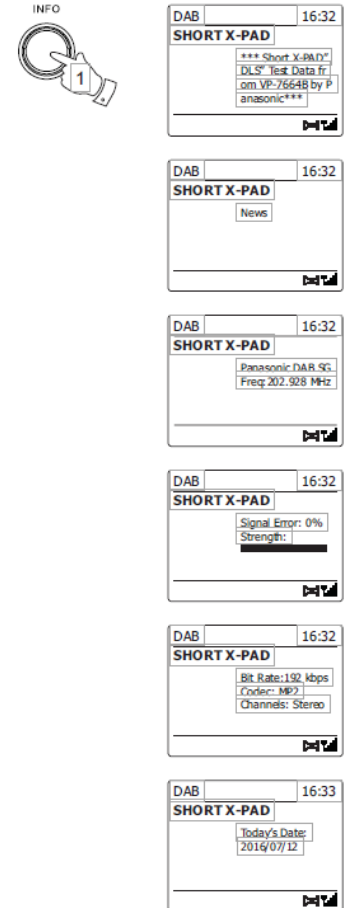 INFO
1
DAB 16:32
SHORT X-PAD
*** Short X-PAD"
DLS" Test Data fr
om VP-7664B by P
anasonic***
DAB 16:32
SHORT X-PAD
News
DAB 16:32
SHORT X-PAD
Panasonic DAB SG
Freq: 202.928 MHz
DAB 16:32
SHORT X-PAD
Signal Error: 0%
Strength:
DAB 16:32
SHORT X-PAD
Bit Rate:192 kbps
Codec: MP2
Channels: Stereo
DAB 16:33
SHORT X-PAD
Today's Date:
2016/07/12